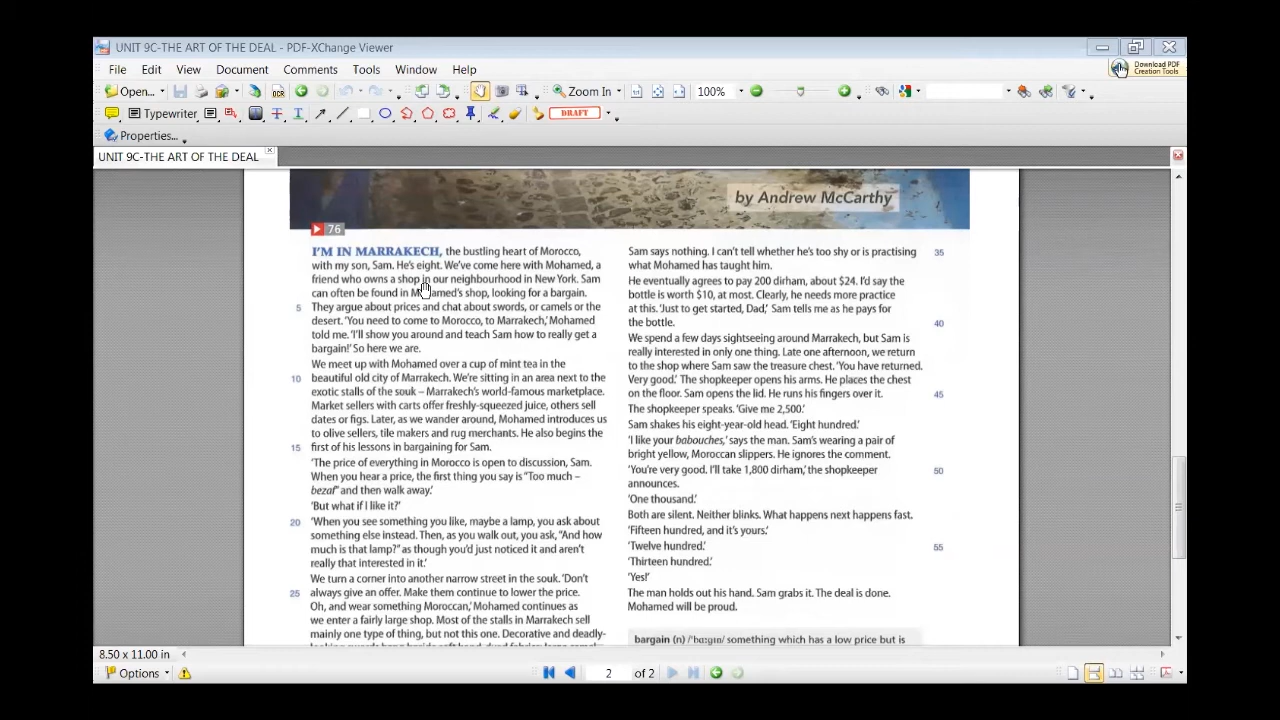 UNIT 9C-THE ART OF THE DEAL - PDF-XChange Viewer
File Edit View Document Comments Tools Window Help
Download PDF
Creation Tools
Open...
OCR
Zoom In
100%
Typewriter
DRAFT
Properties...
UNIT 9C-THE ART OF THE DEAL
by Andrew McCarthy
76
I'M IN MARRAKECH, the bustling heart of Morocco,
with my son, Sam. He's eight. We've come here with Mohamed, a
friend who owns a shop in our neighbourhood in New York. Sam
can often be found in Mohamed's shop, looking for a bargain.
5 They argue about prices and chat about swords, or camels or the
desert. 'You need to come to Morocco, to Marrakech,' Mohamed
told me. 'I'll show you around and teach Sam how to really get a
bargain!' So here we are.
We meet up with Mohamed over a cup of mint tea in the
10 beautiful old city of Marrakech. We're sitting in an area next to the
exotic stalls of the souk – Marrakech's world-famous marketplace.
Market sellers with carts offer freshly-squeezed juice, others sell
dates or figs. Later, as we wander around, Mohamed introduces us
to olive sellers, tile makers and rug merchants. He also begins the
15 first of his lessons in bargaining for Sam.
'The price of everything in Morocco is open to discussion, Sam.
When you hear a price, the first thing you say is "Too much –
bezaf" and then walk away.'
'But what if I like it?'
20 'When you see something you like, maybe a lamp, you ask about
something else instead. Then, as you walk out, you ask, "And how
much is that lamp?" as though you'd just noticed it and aren't
really that interested in it.'
We turn a corner into another narrow street in the souk. 'Don't
25 always give an offer. Make them continue to lower the price.
Oh, and wear something Moroccan,' Mohamed continues as
we enter a fairly large shop. Most of the stalls in Marrakech sell
mainly one type of thing, but not this one. Decorative and deadly-
Sam says nothing. I can't tell whether he's too shy or is practising 35
what Mohamed has taught him.
He eventually agrees to pay 200 dirham, about $24. I'd say the
bottle is worth $10, at most. Clearly, he needs more practice
at this. 'Just to get started, Dad,' Sam tells me as he pays for
the bottle. 40
We spend a few days sightseeing around Marrakech, but Sam is
really interested in only one thing. Late one afternoon, we return
to the shop where Sam saw the treasure chest. 'You have returned.
Very good.' The shopkeeper opens his arms. He places the chest
on the floor. Sam opens the lid. He runs his fingers over it. 45
The shopkeeper speaks. 'Give me 2,500.'
Sam shakes his eight-year-old head. 'Eight hundred.'
'I like your babouches,' says the man. Sam's wearing a pair of
bright yellow, Moroccan slippers. He ignores the comment.
'You're very good. I'll take 1,800 dirham,' the shopkeeper 50
announces.
'One thousand.'
Both are silent. Neither blinks. What happens next happens fast.
'Fifteen hundred, and it's yours.'
'Twelve hundred.' 55
'Thirteen hundred.'
'Yes!'
The man holds out his hand. Sam grabs it. The deal is done.
Mohamed will be proud.
bargain (n) /ˈbɑːɡɪn/ something which has a low price but is
8.50 x 11.00 in
Options
2 of 2